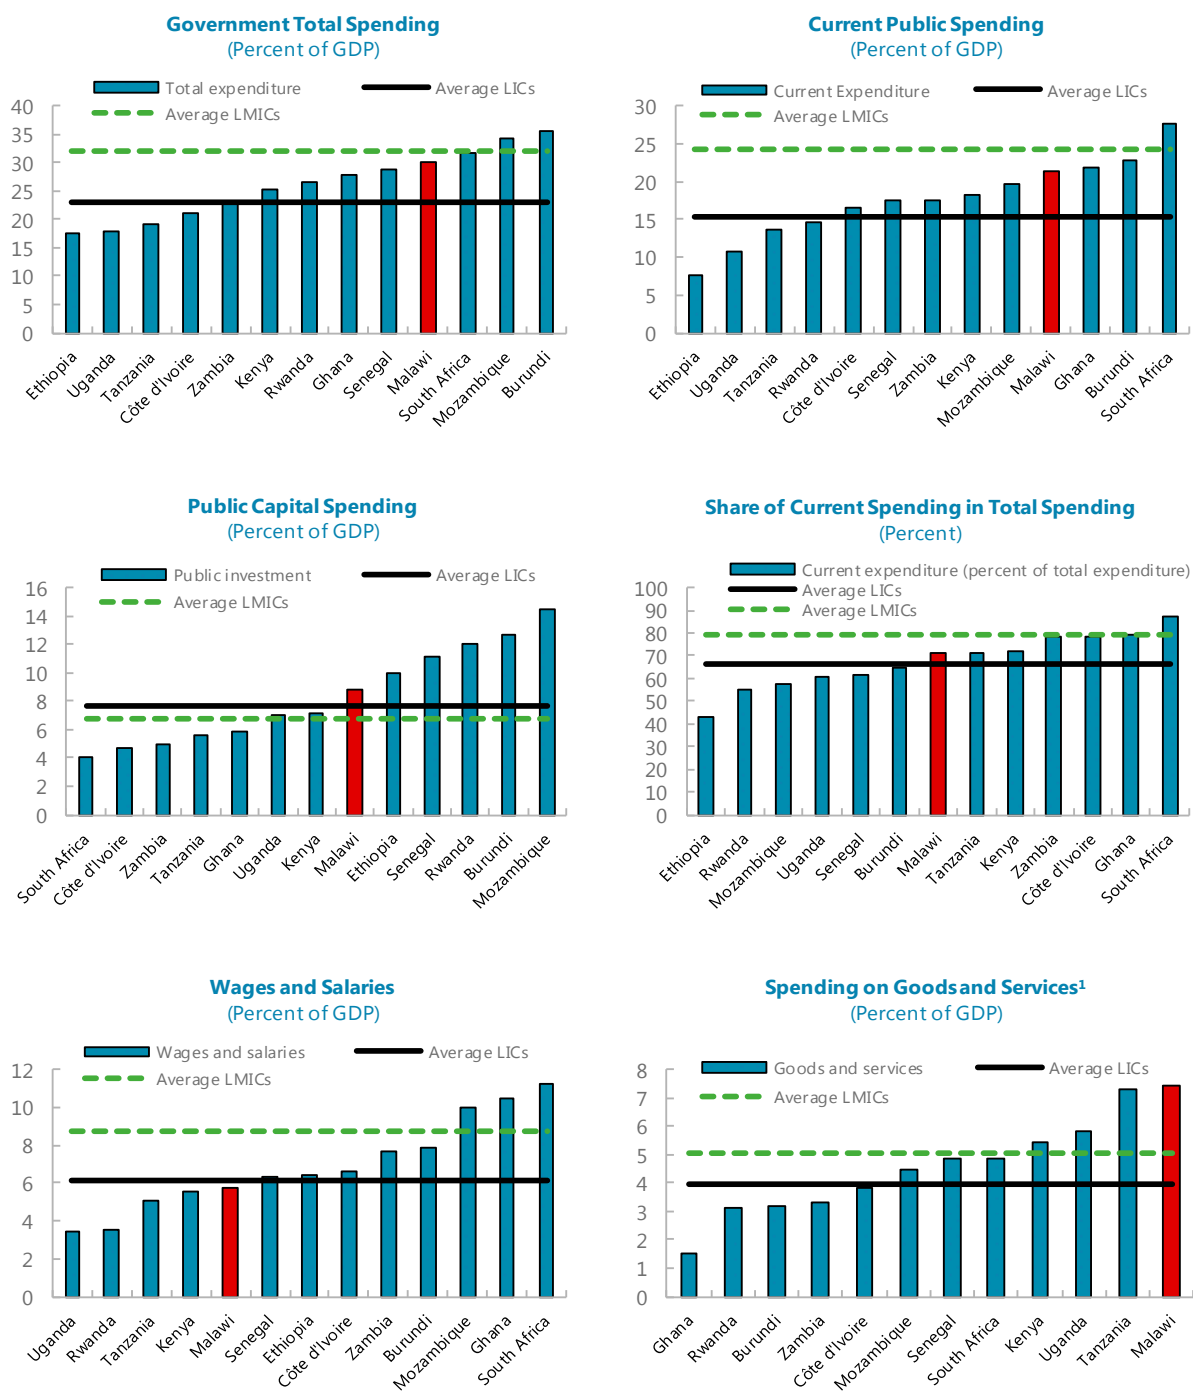 Government Total Spending
(Percent of GDP)
Total expenditure
Average LICs
Average LMICs
40
35
30
25
20
15
10
5
0
Ethiopia
Uganda
Tanzania
Côte d'Ivoire
Zambia
Kenya
Rwanda
Ghana
Senegal
Malawi
South Africa
Mozambique
Burundi
Current Public Spending
(Percent of GDP)
Current Expenditure
Average LICs
Average LMICs
30
25
20
15
10
5
0
Ethiopia
Uganda
Tanzania
Rwanda
Côte d'Ivoire
Senegal
Zambia
Kenya
Mozambique
Malawi
Ghana
Burundi
South Africa
Public Capital Spending
(Percent of GDP)
Public investment
Average LICs
Average LMICs
16
14
12
10
8
6
4
2
0
South Africa
Côte d'Ivoire
Zambia
Tanzania
Ghana
Uganda
Kenya
Malawi
Ethiopia
Senegal
Rwanda
Burundi
Mozambique
Share of Current Spending in Total Spending
(Percent)
Current expenditure (percent of total expenditure)
Average LICs
Average LMICs
100
90
80
70
60
50
40
30
20
10
0
Ethiopia
Rwanda
Mozambique
Uganda
Senegal
Burundi
Malawi
Tanzania
Kenya
Zambia
Côte d'Ivoire
Ghana
South Africa
Wages and Salaries
(Percent of GDP)
Wages and salaries
Average LICs
Average LMICs
12
10
8
6
4
2
0
Uganda
Rwanda
Tanzania
Kenya
Malawi
Senegal
Ethiopia
Côte d'Ivoire
Zambia
Burundi
Mozambique
Ghana
South Africa
Spending on Goods and Services¹
(Percent of GDP)
Goods and services
Average LICs
Average LMICs
8
7
6
5
4
3
2
1
0
Ghana
Rwanda
Burundi
Zambia
Côte d'Ivoire
Mozambique
Senegal
South Africa
Kenya
Uganda
Tanzania
Malawi